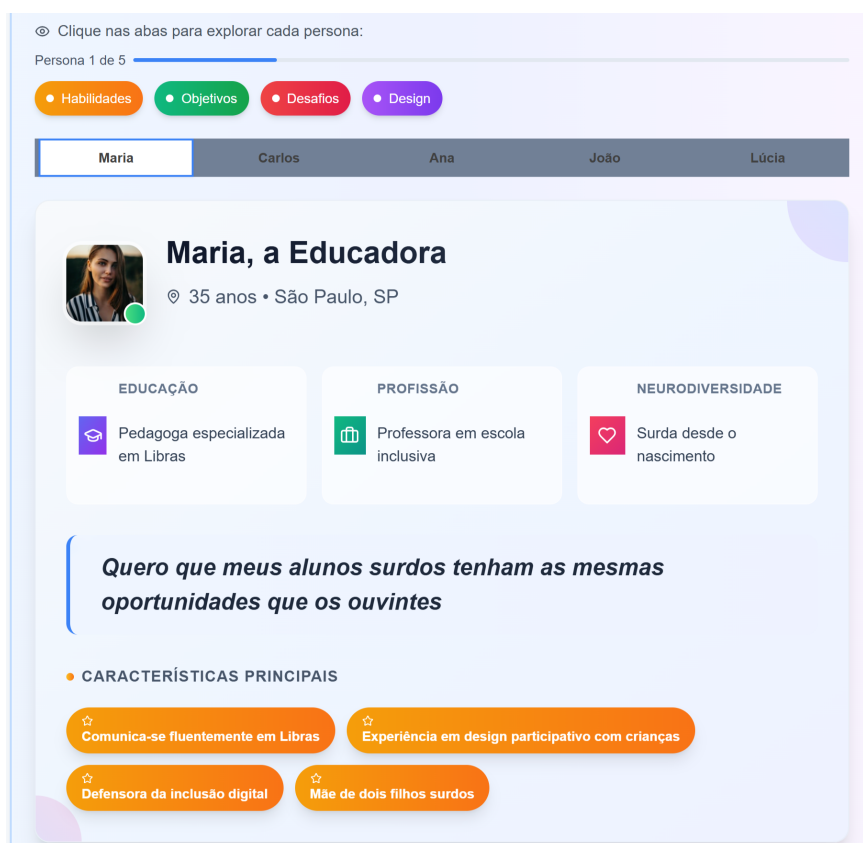 Clique nas abas para explorar cada persona:
Persona 1 de 5
Habilidades
Objetivos
Desafios
Design
Maria
Carlos
Ana
João
Lúcia
Maria, a Educadora
35 anos • São Paulo, SP
EDUCAÇÃO
Pedagoga especializada
em Libras
PROFISSÃO
Professora em escola
inclusiva
NEURODIVERSIDADE
Surda desde o
nascimento
Quero que meus alunos surdos tenham as mesmas
oportunidades que os ouvintes
CARACTERÍSTICAS PRINCIPAIS
Comunica-se fluentemente em Libras
Experiência em design participativo com crianças
Defensora da inclusão digital
Mãe de dois filhos surdos